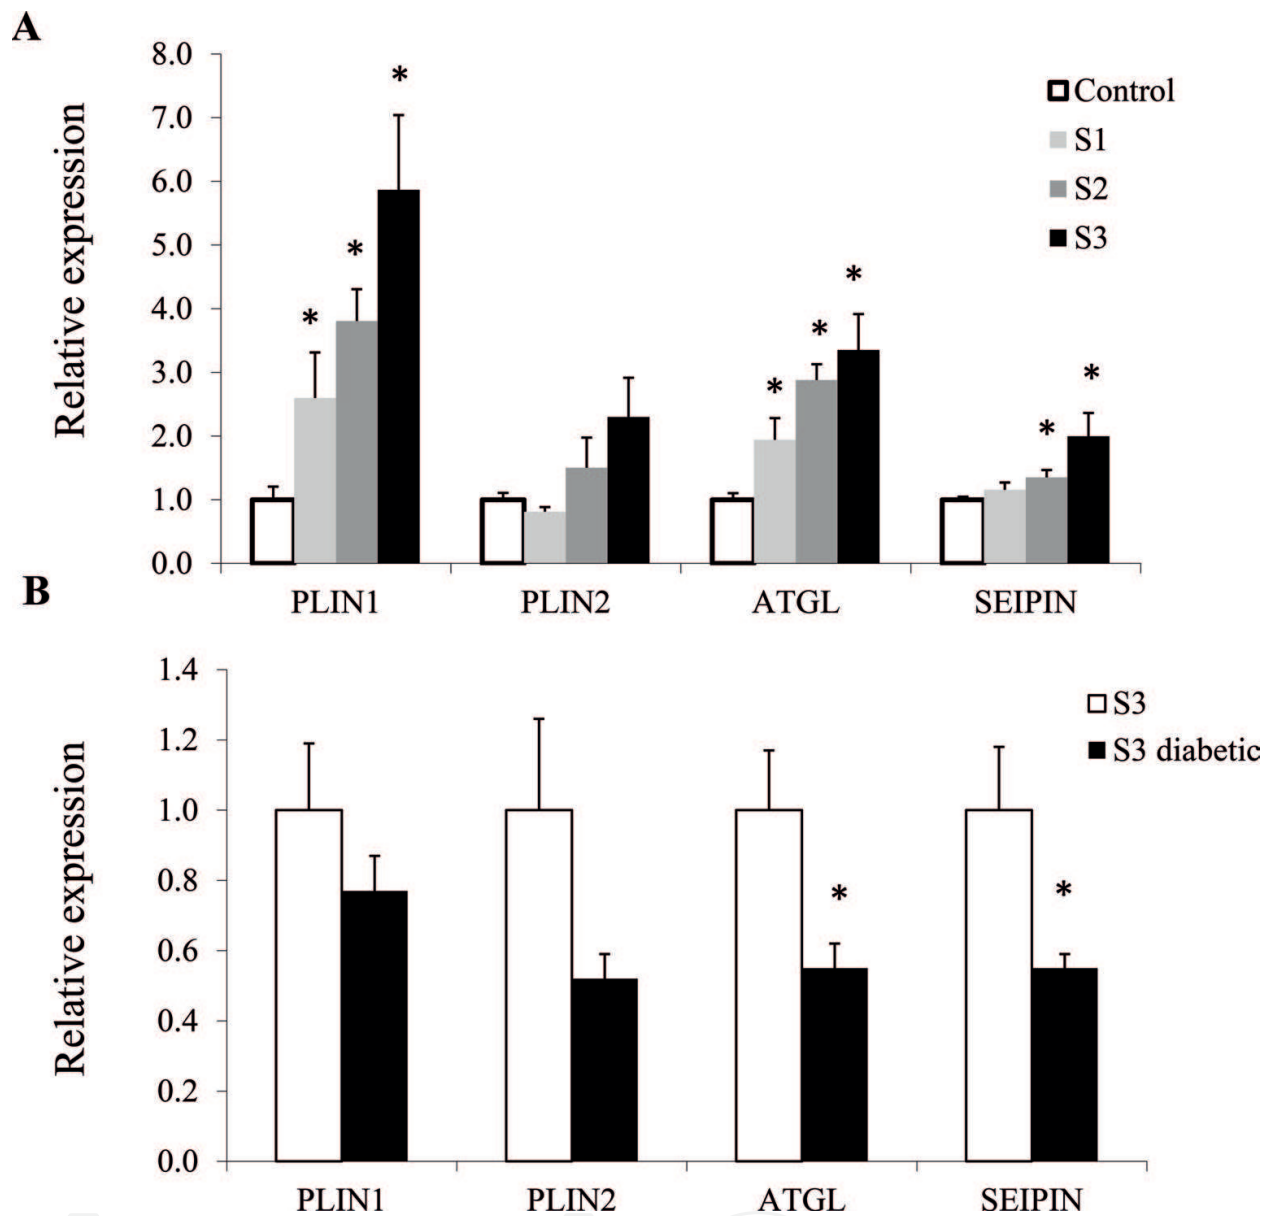 A
Relative expression
8.0
7.0
6.0
5.0
4.0
3.0
2.0
1.0
0.0
* * *
* * *
* *
Control
S1
S2
S3
PLIN1 PLIN2 ATGL SEIPIN
B
Relative expression
1.4
1.2
1.0
0.8
0.6
0.4
0.2
0.0
* *
S3
S3 diabetic
PLIN1 PLIN2 ATGL SEIPIN